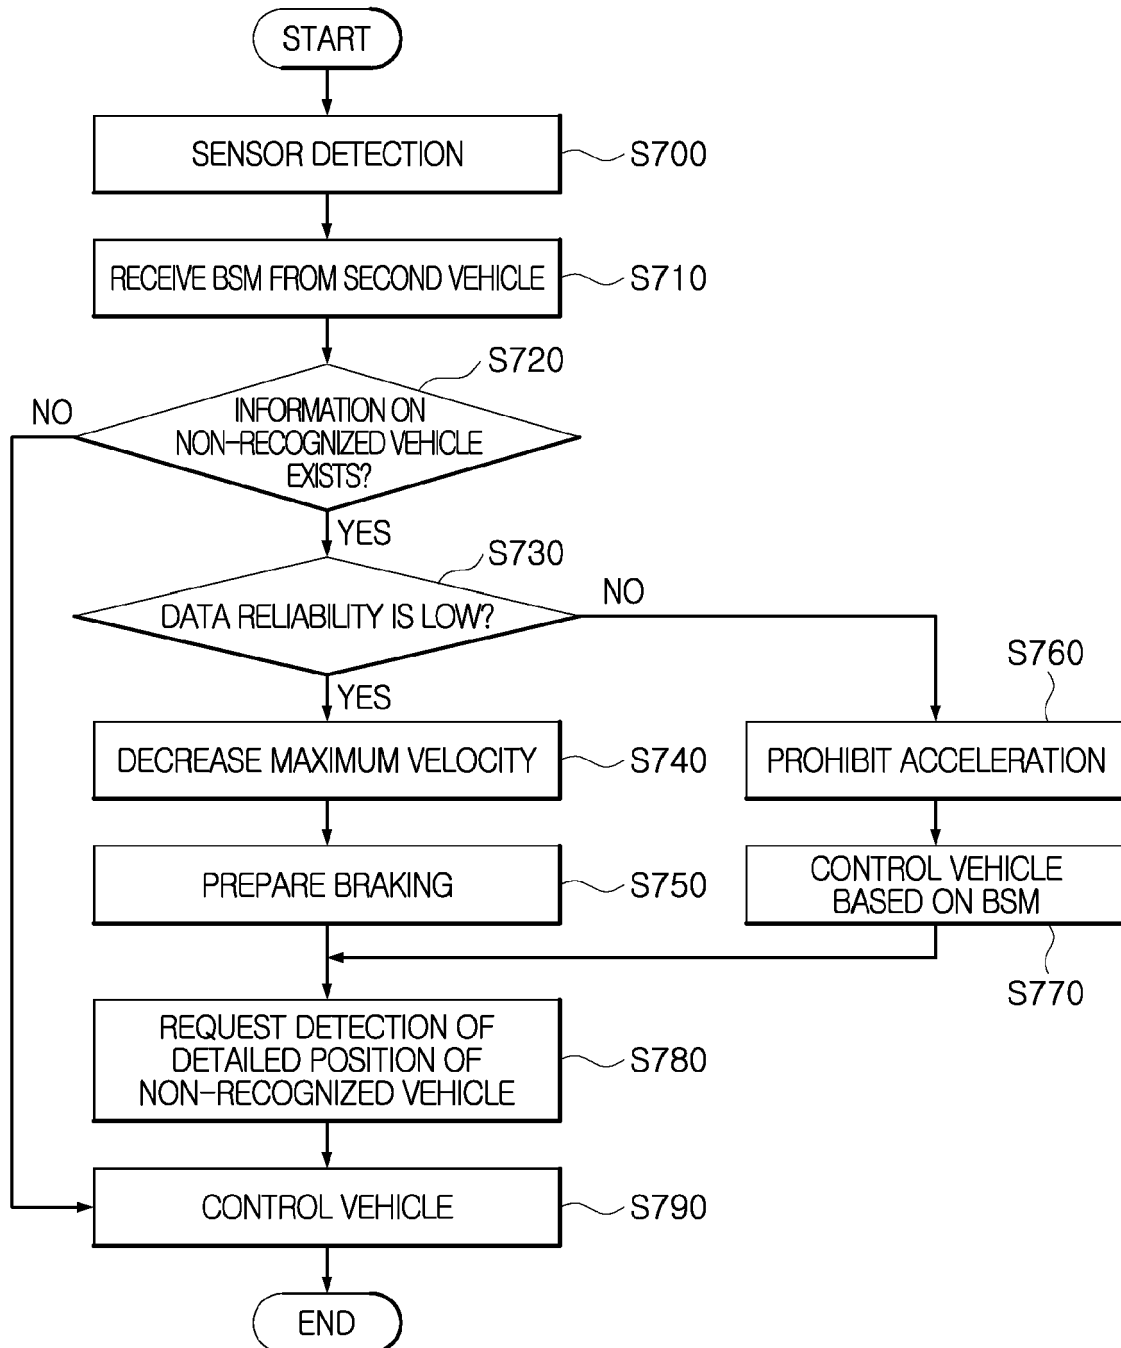 START
SENSOR DETECTION
S700
RECEIVE BSM FROM SECOND VEHICLE
S710
S720
NO
INFORMATION ON
NON-RECOGNIZED VEHICLE
EXISTS?
YES
S730
DATA RELIABILITY IS LOW?
NO
YES
S760
DECREASE MAXIMUM VELOCITY
S740
PROHIBIT ACCELERATION
PREPARE BRAKING
S750
CONTROL VEHICLE
BASED ON BSM
S770
REQUEST DETECTION OF
DETAILED POSITION OF
NON-RECOGNIZED VEHICLE
S780
CONTROL VEHICLE
S790
END